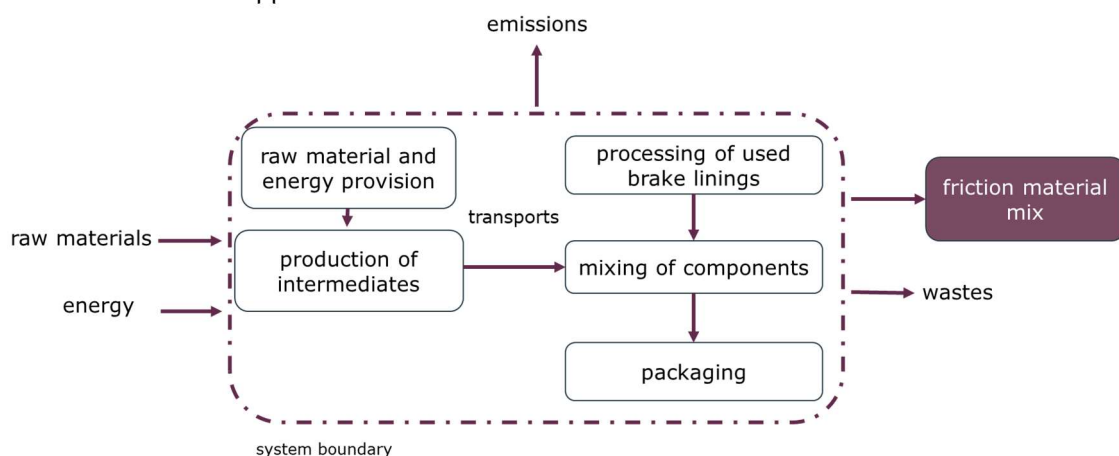 emissions
raw material and
energy provision
processing of used
brake linings
friction material
mix
transports
raw materials
production of
intermediates
mixing of components
energy
wastes
packaging
system boundary